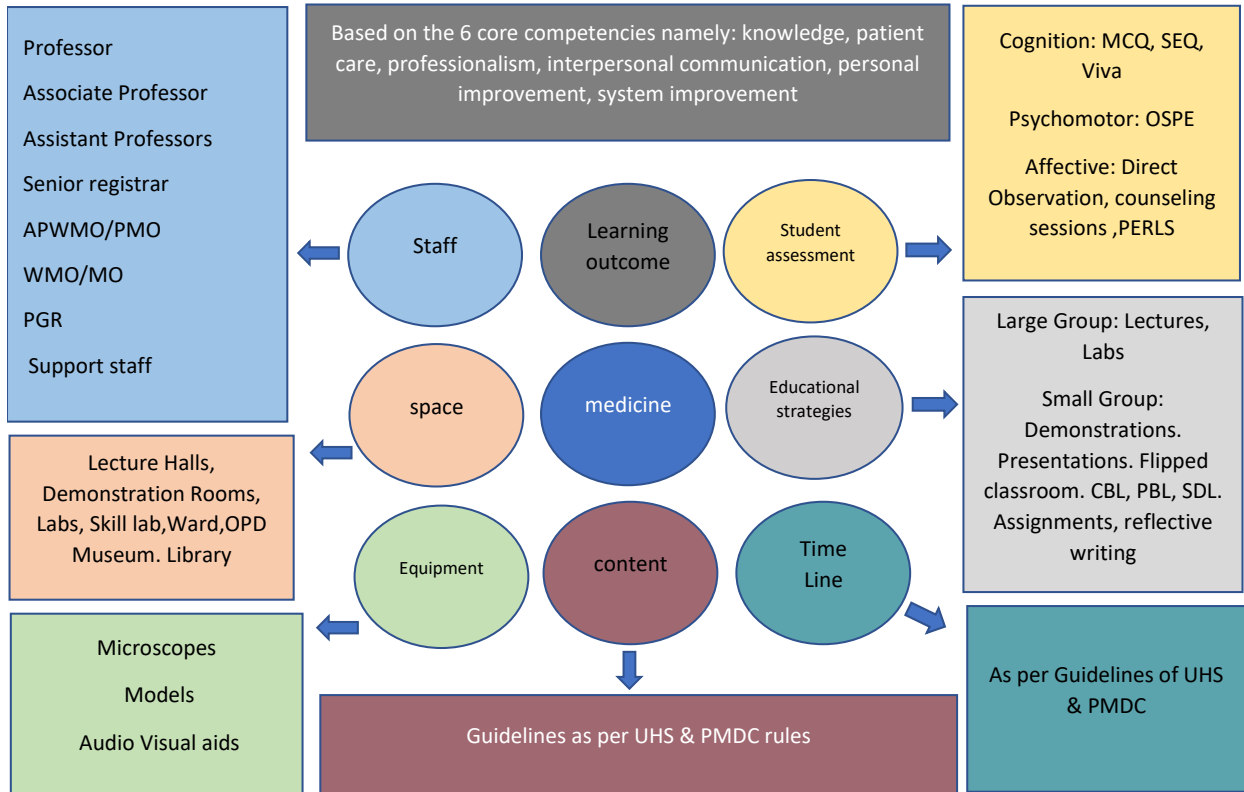 Professor
Associate Professor
Assistant Professors
Senior registrar
APWMO/PMO
WMO/MO
PGR
Support staff
Based on the 6 core competencies namely: knowledge, patient
care, professionalism, interpersonal communication, personal
improvement, system improvement
Cognition: MCQ, SEQ,
Viva
Psychomotor: OSPE
Affective: Direct
Observation, counseling
sessions ,PERLS
Staff
Learning
outcome
Student
assessment
space
medicine
Educational
strategies
Large Group: Lectures,
Labs
Small Group:
Demonstrations.
Presentations. Flipped
classroom. CBL, PBL, SDL.
Assignments, reflective
writing
Lecture Halls,
Demonstration Rooms,
Labs, Skill lab,Ward,OPD
Museum. Library
Equipment
content
Time
Line
Microscopes
Models
Audio Visual aids
Guidelines as per UHS & PMDC rules
As per Guidelines of UHS
& PMDC